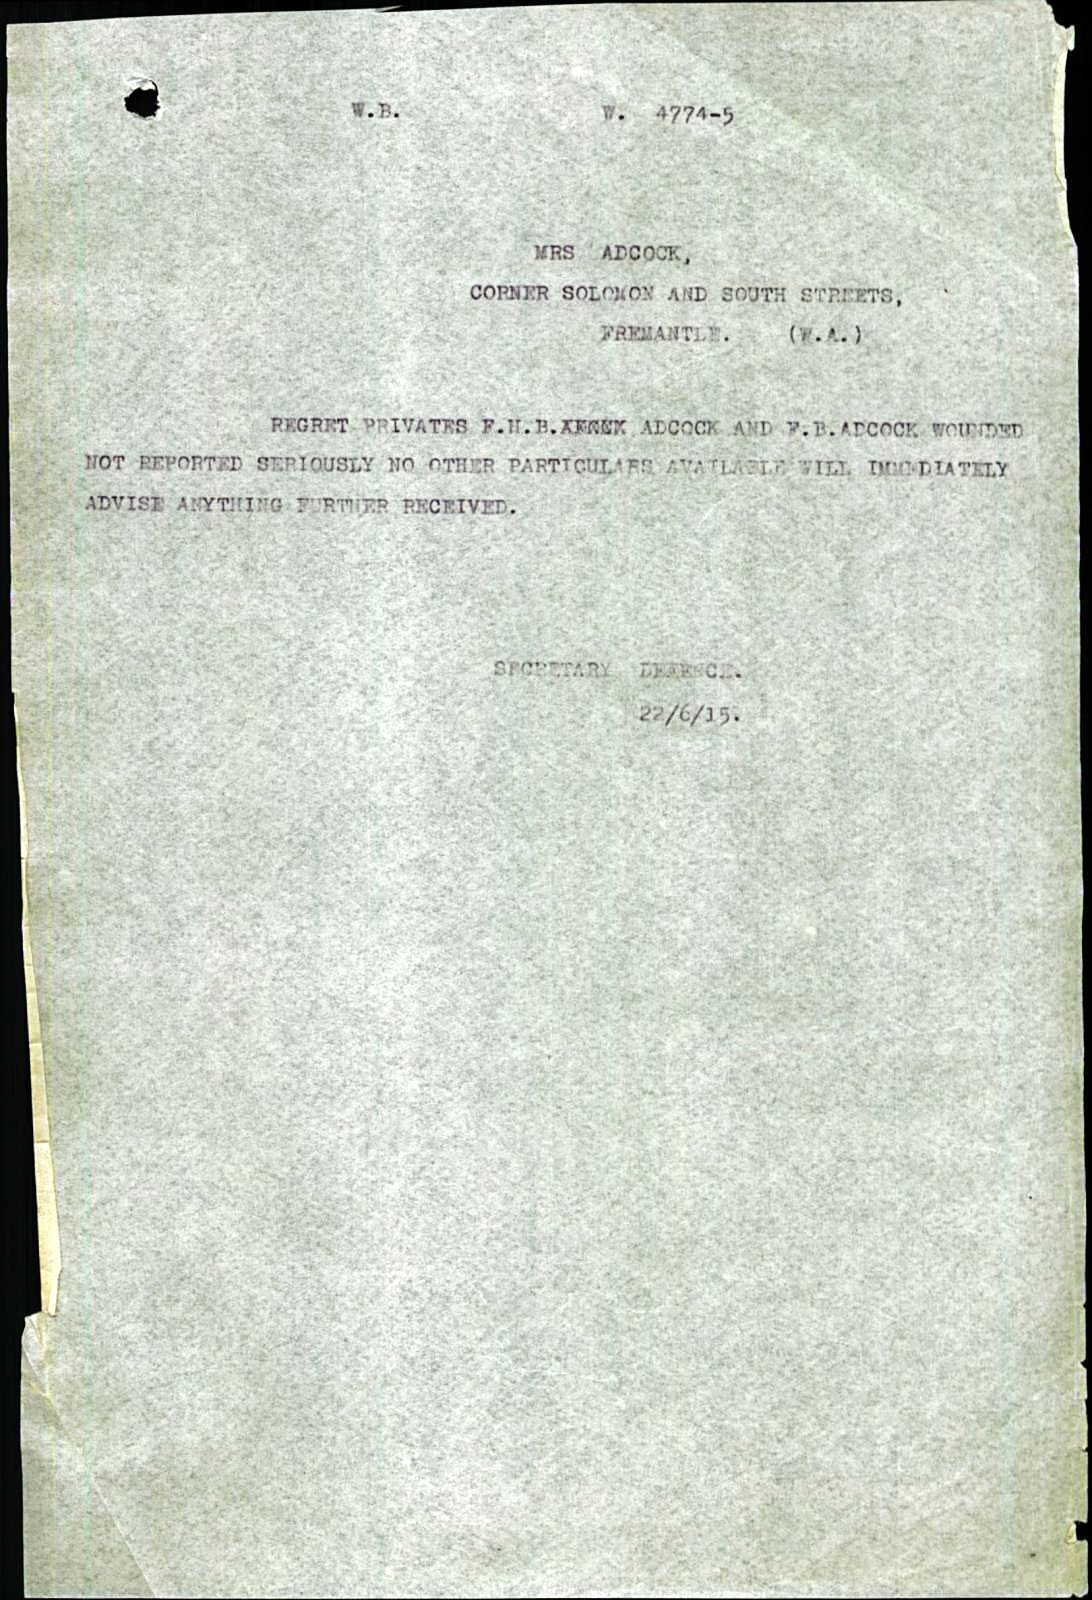 W.B. W. 4774-5
MRS ADCOCK,
CORNER SOLOMON AND SOUTH STREETS,
FREMANTLE. (W.A.)
REGRET PRIVATES F.H.B. ADCOCK AND F.B.ADCOCK WOUNDED
NOT REPORTED SERIOUSLY NO OTHER PARTICULARS AVAILABLE WILL IMMEDIATELY
ADVISE ANYTHING FURTHER RECEIVED.
SECRETARY DEFENCE.
22/6/15.